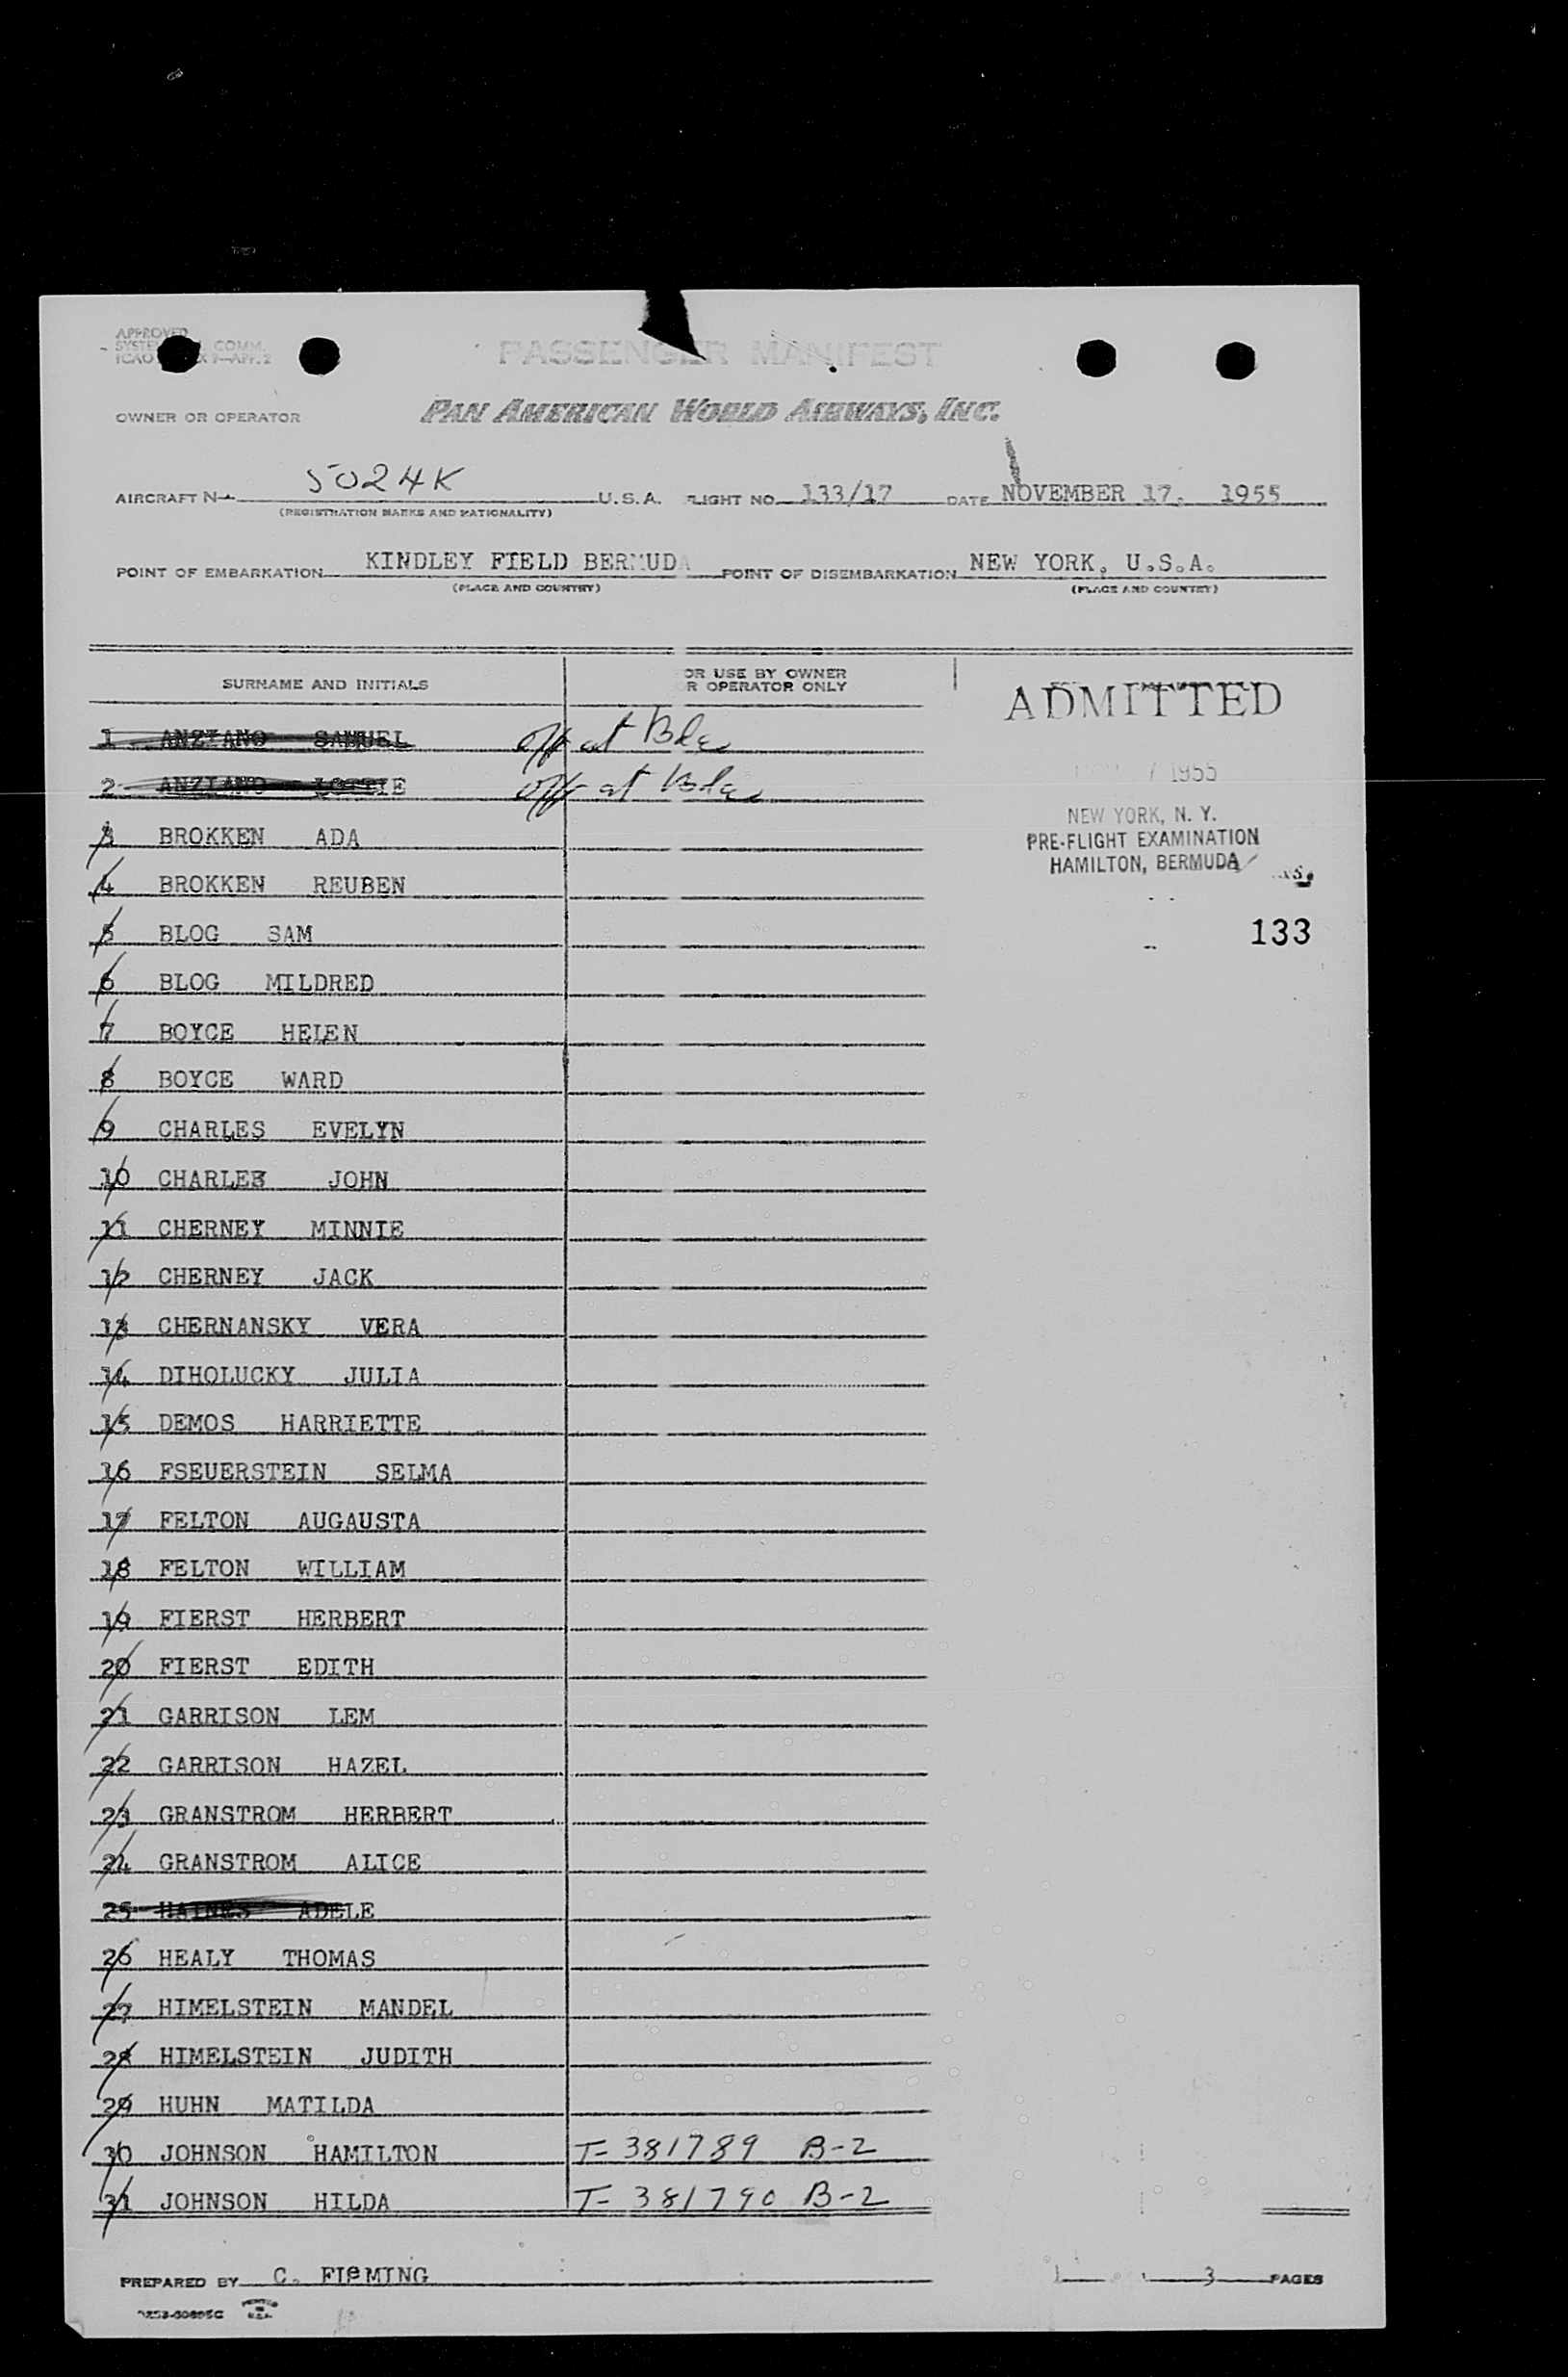 APPROVED
COMM.
ICAO
PASSENGER MANIFEST
OWNER OR OPERATOR PAN AMERICAN WORLD AIRWAYS, INC.
AIRCRAFT N 5024K U.S.A. FLIGHT NO. 133/17 DATE NOVEMBER 17. 1955
(REGISTRATION MARKS AND NATIONALITY)
POINT OF EMBARKATION KINDLEY FIELD BERMUDA POINT OF DISEMBARKATION NEW YORK, U.S.A.
(PLACE AND COUNTRY) (PLACE AND COUNTRY)
SURNAME AND INITIALS
OR USE BY OWNER
R OPERATOR ONLY
ADMITTED
1955
NEW YORK, N. Y.
PRE-FLIGHT EXAMINATION
HAMILTON, BERMUDA
133
1 ANZIANO SAMUEL off at Bda
2 ANZIANO LOTTIE off at Bda
3 BROKKEN ADA
4 BROKKEN REUBEN
5 BLOG SAM
6 BLOG MILDRED
7 BOYCE HELEN
8 BOYCE WARD
9 CHARLES EVELYN
10 CHARLES JOHN
11 CHERNEY MINNIE
12 CHERNEY JACK
13 CHERNANSKY VERA
14 DIHOLUCKY JULIA
15 DEMOS HARRIETTE
16 FSEUERSTEIN SELMA
17 FELTON AUGAUSTA
18 FELTON WILLIAM
19 FIERST HERBERT
20 FIERST EDITH
21 GARRISON LEM
22 GARRISON HAZEL
23 GRANSTROM HERBERT
24 GRANSTROM ALICE
25 HAINES ADELE
26 HEALY THOMAS
27 HIMELSTEIN MANDEL
28 HIMELSTEIN JUDITH
29 HUHN MATILDA
30 JOHNSON HAMILTON T-381789 B-2
31 JOHNSON HILDA T-381790 B-2
PREPARED BY C. FleMING
1 3 PAGES